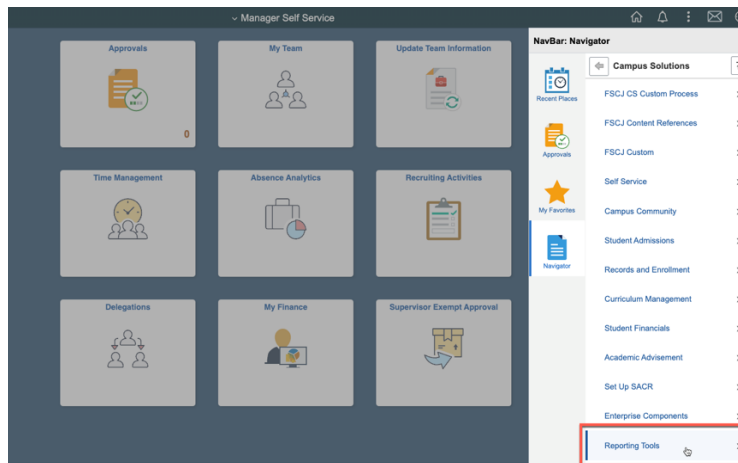 Manager Self Service
Approvals
0
My Team
Update Team Information
Time Management
Absence Analytics
Recruiting Activities
Delegations
My Finance
Supervisor Exempt Approval
NavBar: Navigator
Recent Places
Approvals
My Favorites
Navigator
Campus Solutions
FSCJ CS Custom Process
FSCJ Content References
FSCJ Custom
Self Service
Campus Community
Student Admissions
Records and Enrollment
Curriculum Management
Student Financials
Academic Advisement
Set Up SACR
Enterprise Components
Reporting Tools